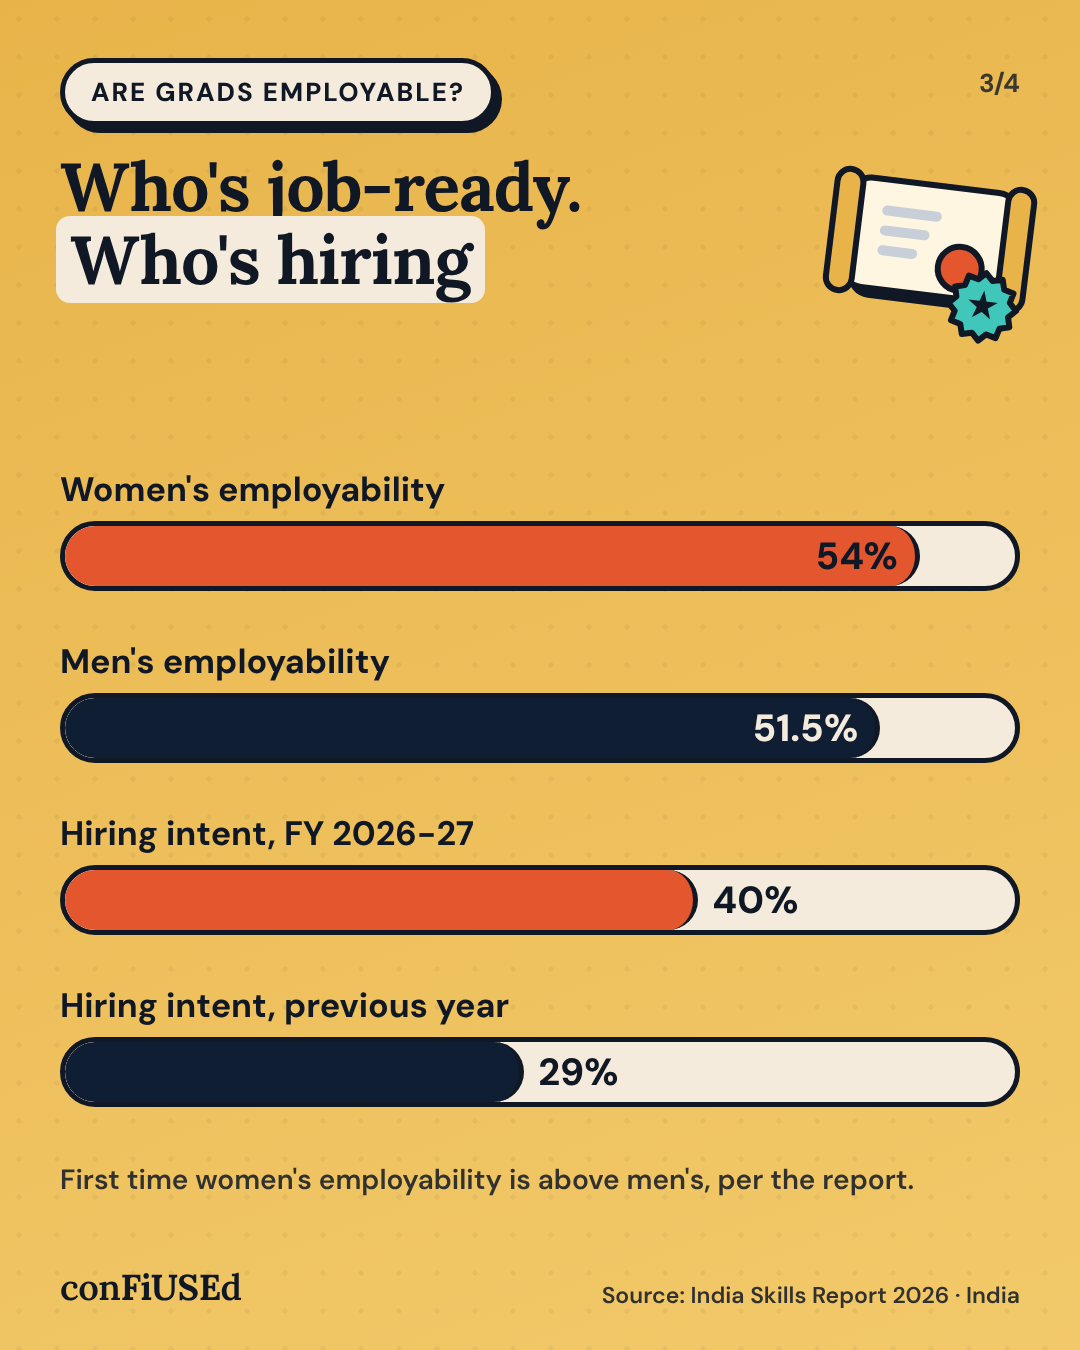 ARE GRADS EMPLOYABLE?
3/4
Who's job-ready.
Who's hiring
Women's employability
54%
Men's employability
51.5%
Hiring intent, FY 2026-27
40%
Hiring intent, previous year
29%
First time women's employability is above men's, per the report.
conFiUSEd
Source: India Skills Report 2026 · India